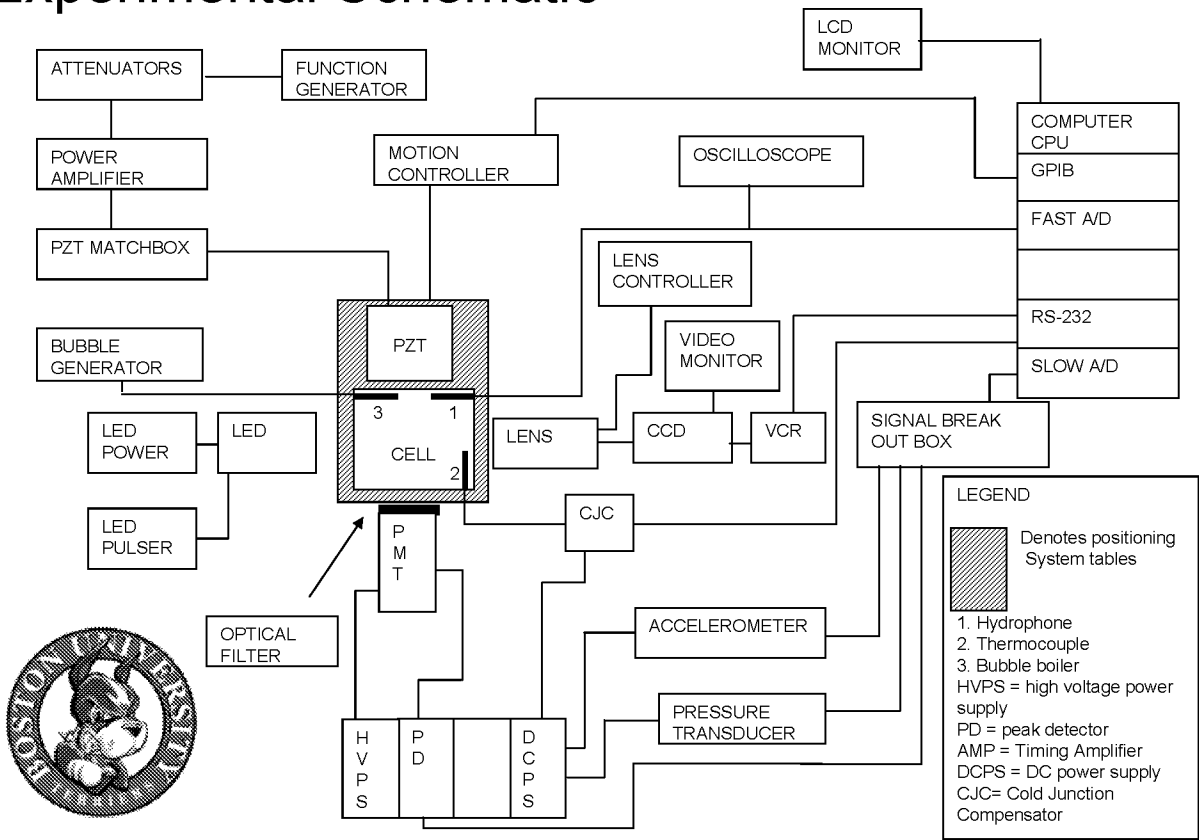 Experimental Schematic
LCD
MONITOR
ATTENUATORS
FUNCTION
GENERATOR
COMPUTER
CPU
POWER
AMPLIFIER
MOTION
CONTROLLER
OSCILLOSCOPE
GPIB
FAST A/D
PZT MATCHBOX
LENS
CONTROLLER
RS-232
BUBBLE
GENERATOR
PZT
VIDEO
MONITOR
SLOW A/D
3
1
LED
POWER
LED
CELL
2
LENS
CCD
VCR
SIGNAL BREAK
OUT BOX
LED
PULSER
P
M
T
CJC
LEGEND
Denotes positioning
System tables
OPTICAL
FILTER
ACCELEROMETER
1. Hydrophone
2. Thermocouple
3. Bubble boiler
HVPS = high voltage power
supply
PD = peak detector
AMP = Timing Amplifier
DCPS = DC power supply
CJC= Cold Junction
Compensator
PRESSURE
TRANSDUCER
H
V
P
S
P
D
D
C
P
S
BOSTON UNIVERSITY
TERRIERS